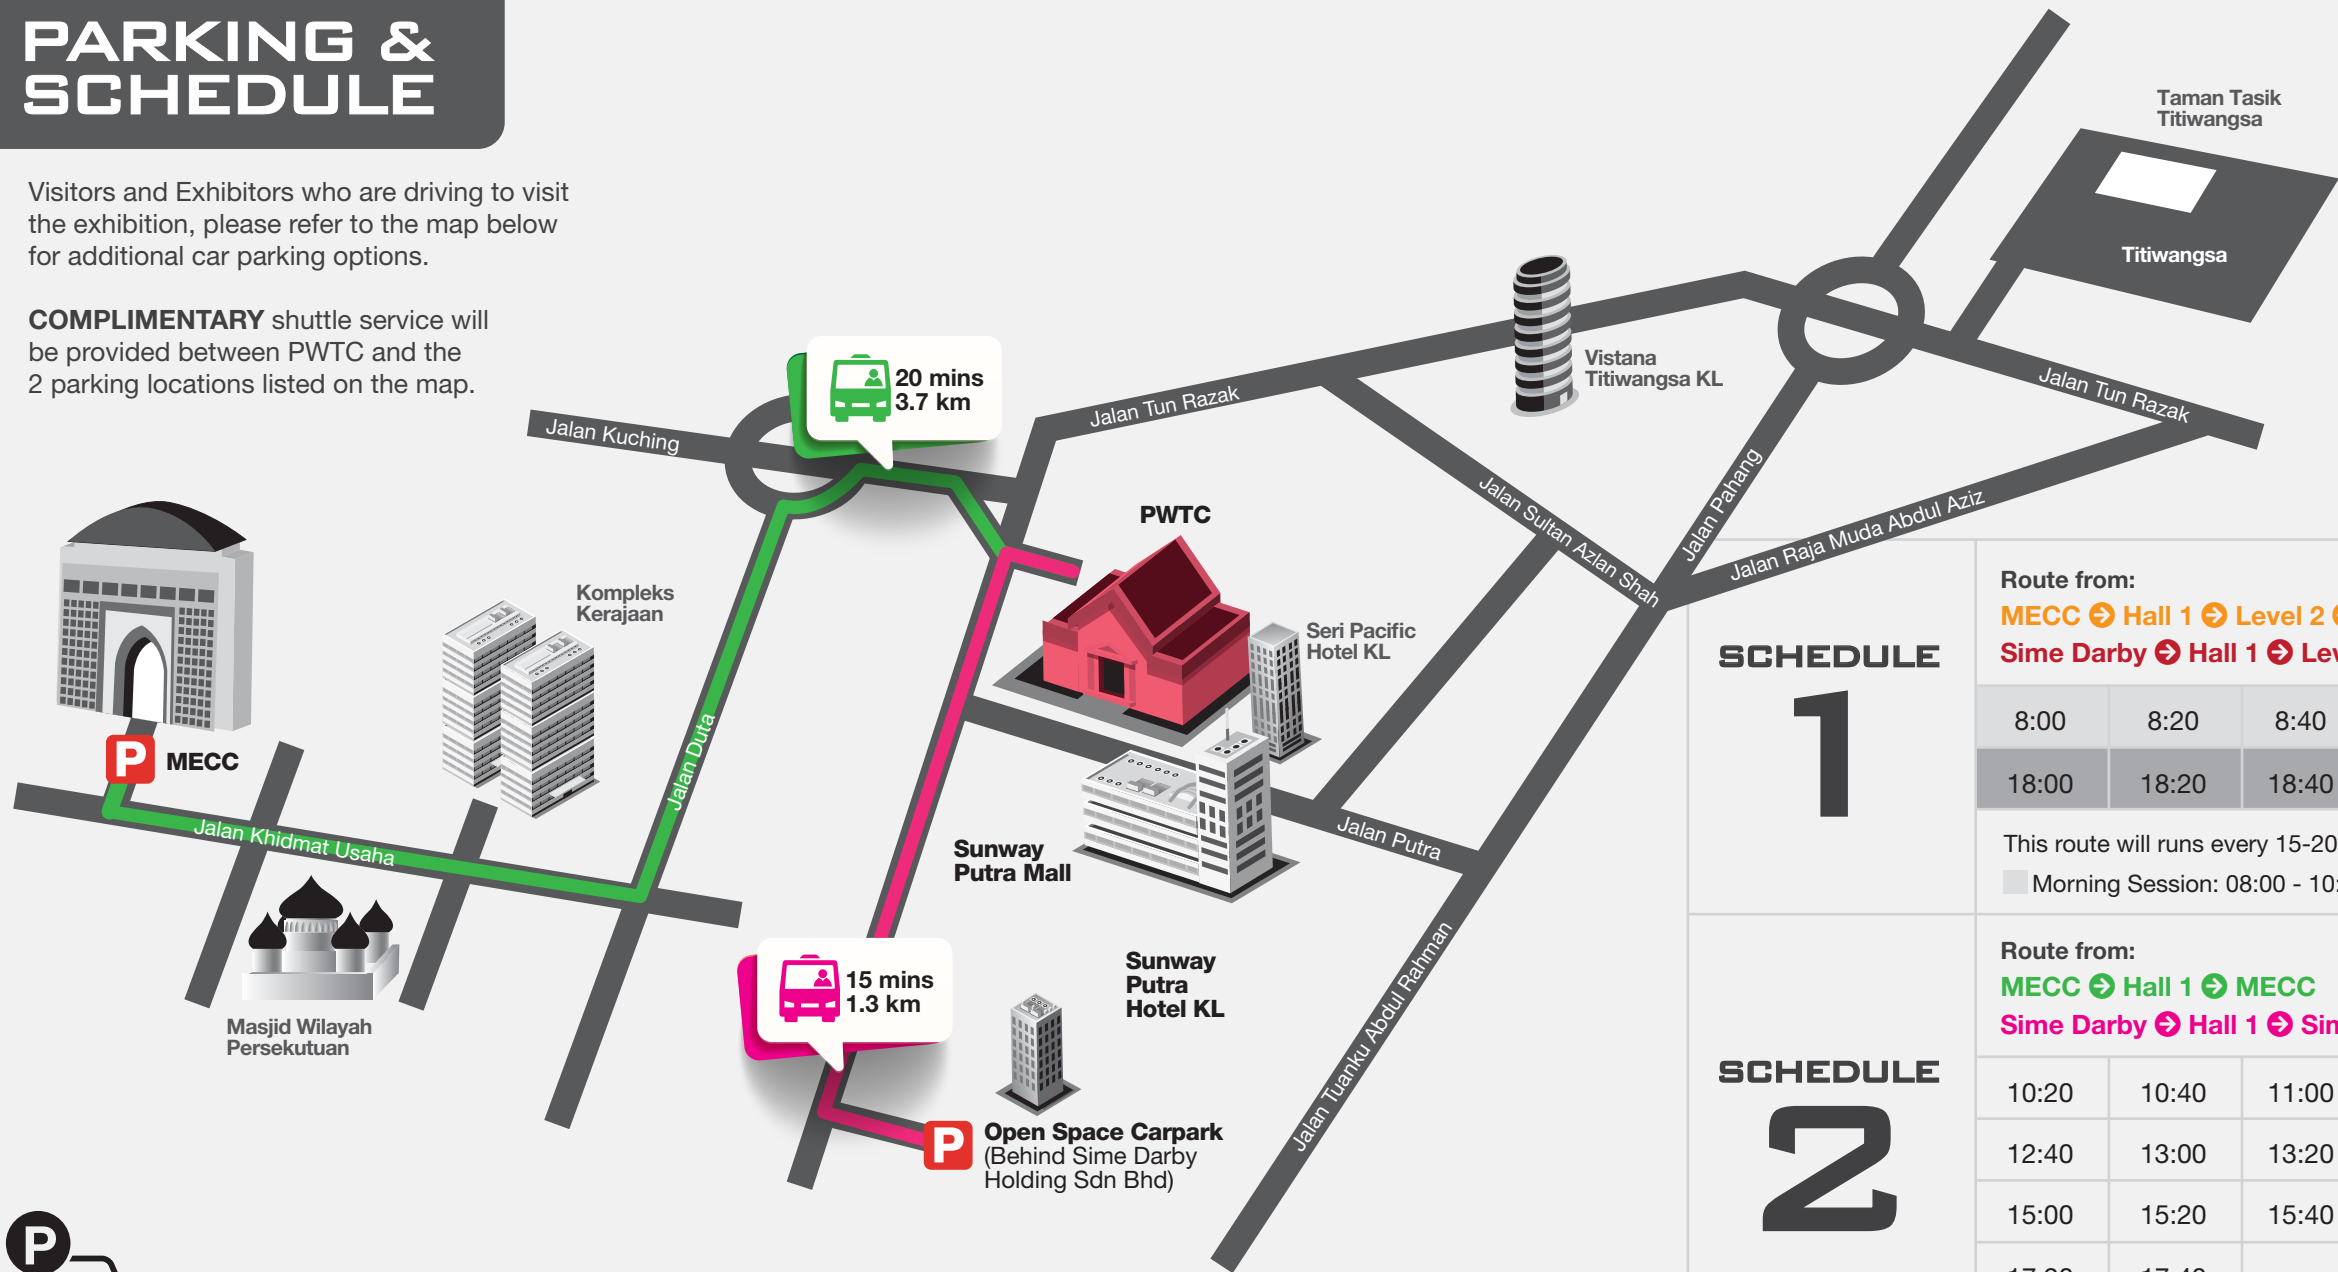 PARKING &
SCHEDULE
Visitors and Exhibitors who are driving to visit
the exhibition, please refer to the map below
for additional car parking options.
COMPLIMENTARY shuttle service will
be provided between PWTC and the
2 parking locations listed on the map.
Taman Tasik
Titiwangsa
Titiwangsa
Vistana
Titiwangsa KL
20 mins
3.7 km
Jalan Kuching
Jalan Tun Razak
Jalan Tun Razak
Jalan Sultan Azlan Shah
Jalan Pahang
Jalan Raja Muda Abdul Aziz
PWTC
Kompleks
Kerajaan
Seri Pacific
Hotel KL
Jalan Duta
P MECC
Jalan Khidmat Usaha
Sunway
Putra Mall
Jalan Putra
Masjid Wilayah
Persekutuan
15 mins
1.3 km
Sunway
Putra
Hotel KL
Jalan Tuanku Abdul Rahman
P Open Space Carpark
(Behind Sime Darby
Holding Sdn Bhd)
P
SCHEDULE
1
Route from:
MECC Hall 1 Level 2
Sime Darby Hall 1
8:00 8:20 8:40
18:00 18:20 18:40
This route will runs every 15-20
Morning Session: 08:00 - 10:
SCHEDULE
2
Route from:
MECC Hall 1 MECC
Sime Darby Hall 1
10:20 10:40 11:00
12:40 13:00 13:20
15:00 15:20 15:40